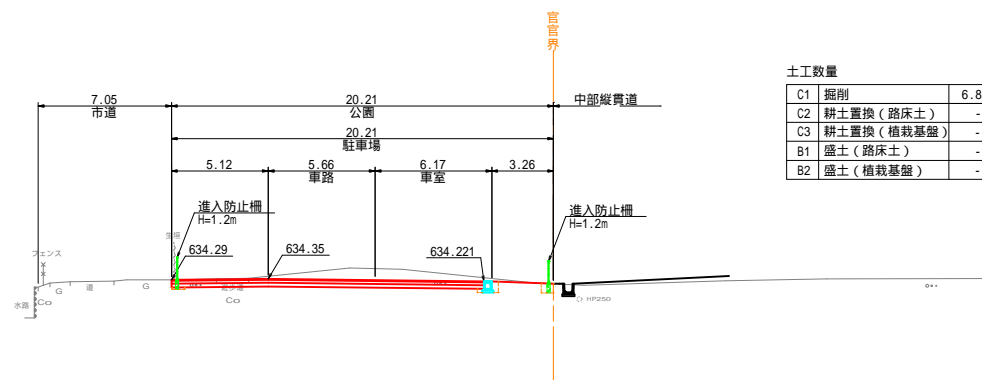 官官界
土工数量
C1 掘削 6.8
C2 耕土置換（路床土） -
C3 耕土置換（植栽基盤） -
B1 盛土（路床土） -
B2 盛土（植栽基盤） -
7.05
市道
20.21
公園
中部縦貫道
20.21
駐車場
5.12
5.66
車路
6.17
車室
3.26
進入防止柵
H=1.2m
進入防止柵
H=1.2m
生垣
フェンス
634.29
634.35
634.221
G
道
G
遊歩道
Co
Co
水路
HP250